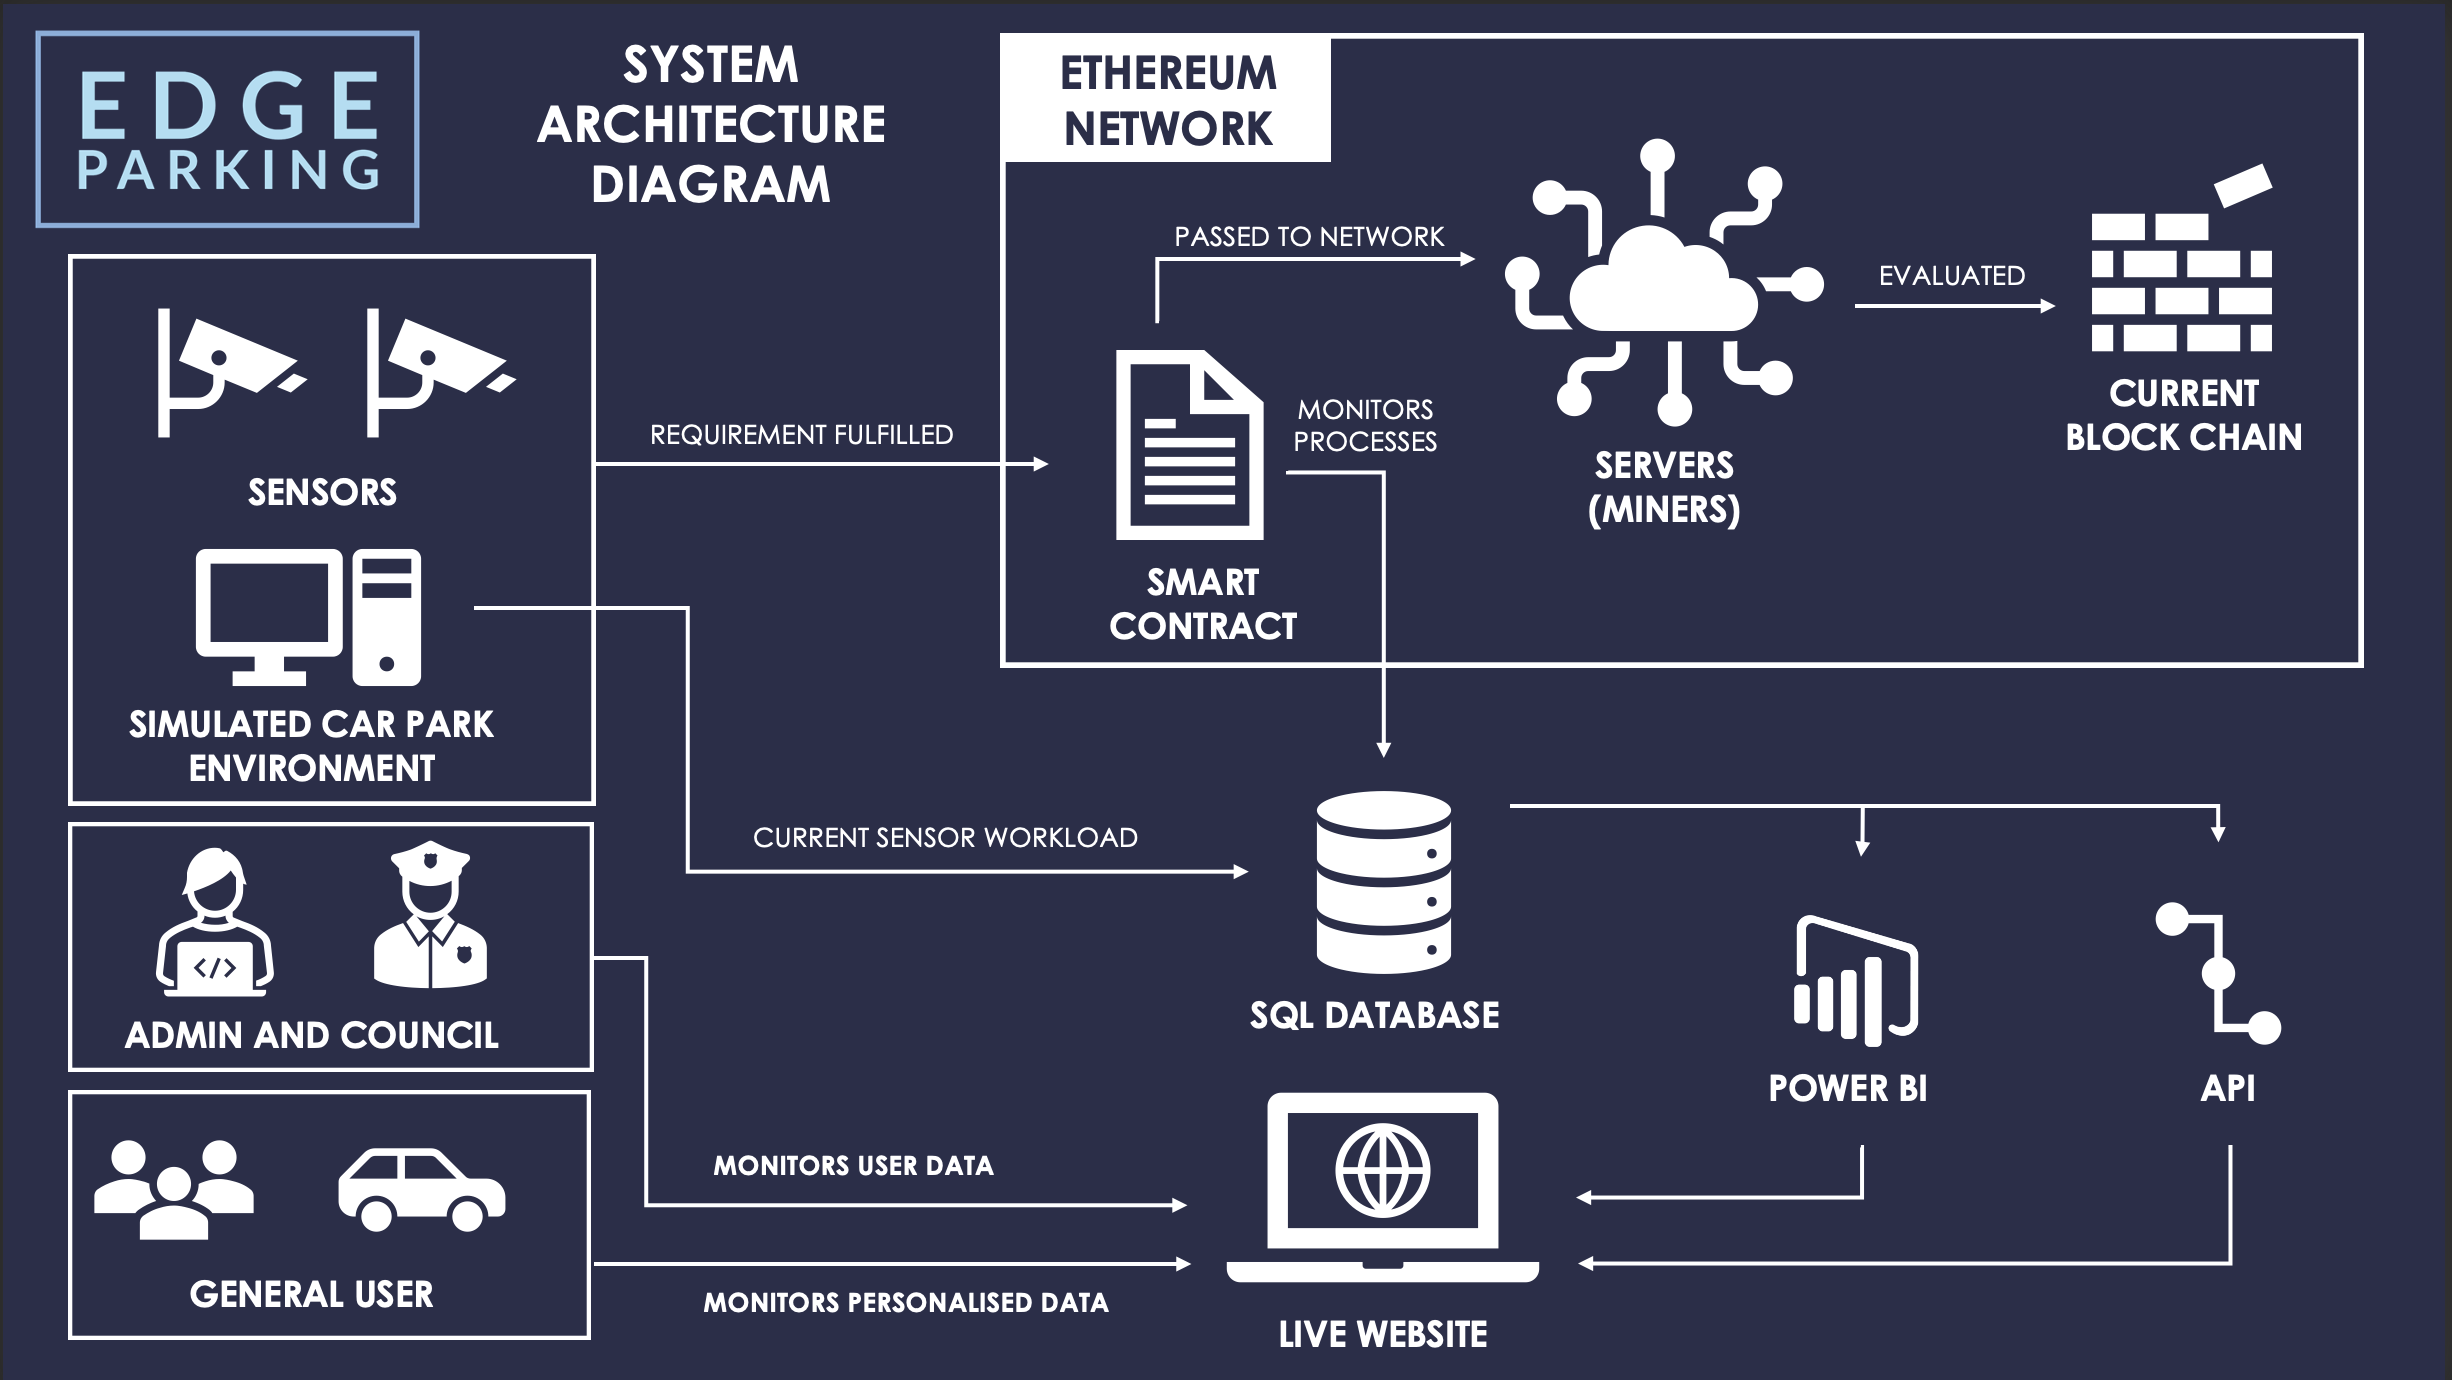 EDGE
PARKING
SYSTEM
ARCHITECTURE
DIAGRAM
ETHEREUM
NETWORK
PASSED TO NETWORK
EVALUATED
CURRENT
BLOCK CHAIN
MONITORS
PROCESSES
SERVERS
(MINERS)
SMART
CONTRACT
REQUIREMENT FULFILLED
SENSORS
SIMULATED CAR PARK
ENVIRONMENT
CURRENT SENSOR WORKLOAD
</>
ADMIN AND COUNCIL
SQL DATABASE
POWER BI
API
MONITORS USER DATA
GENERAL USER
MONITORS PERSONALISED DATA
LIVE WEBSITE